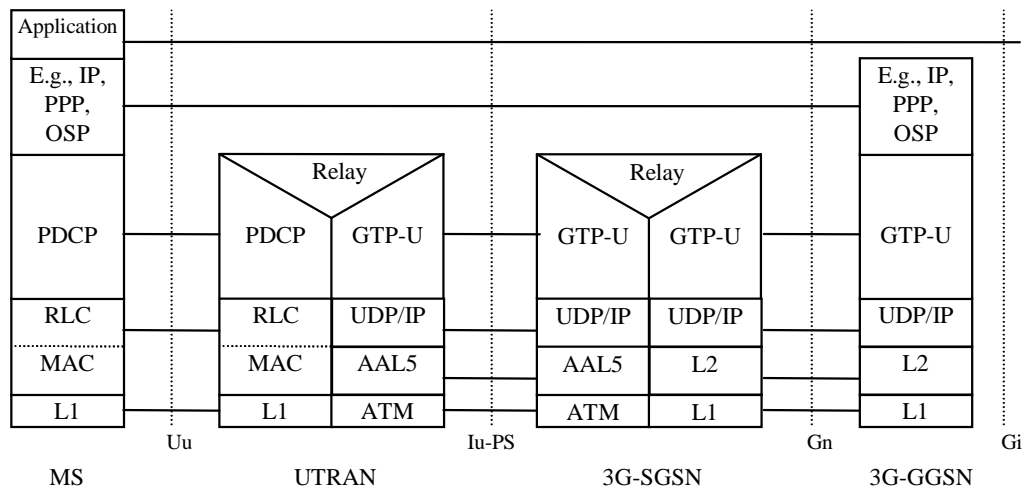 Application
E.g., IP,
PPP,
OSP
E.g., IP,
PPP,
OSP
Relay
Relay
PDCP
PDCP
GTP-U
GTP-U
GTP-U
GTP-U
RLC
RLC
UDP/IP
UDP/IP
UDP/IP
UDP/IP
MAC
MAC
AAL5
AAL5
L2
L2
L1
L1
ATM
ATM
L1
L1
Uu
Iu-PS
Gn
Gi
MS
UTRAN
3G-SGSN
3G-GGSN